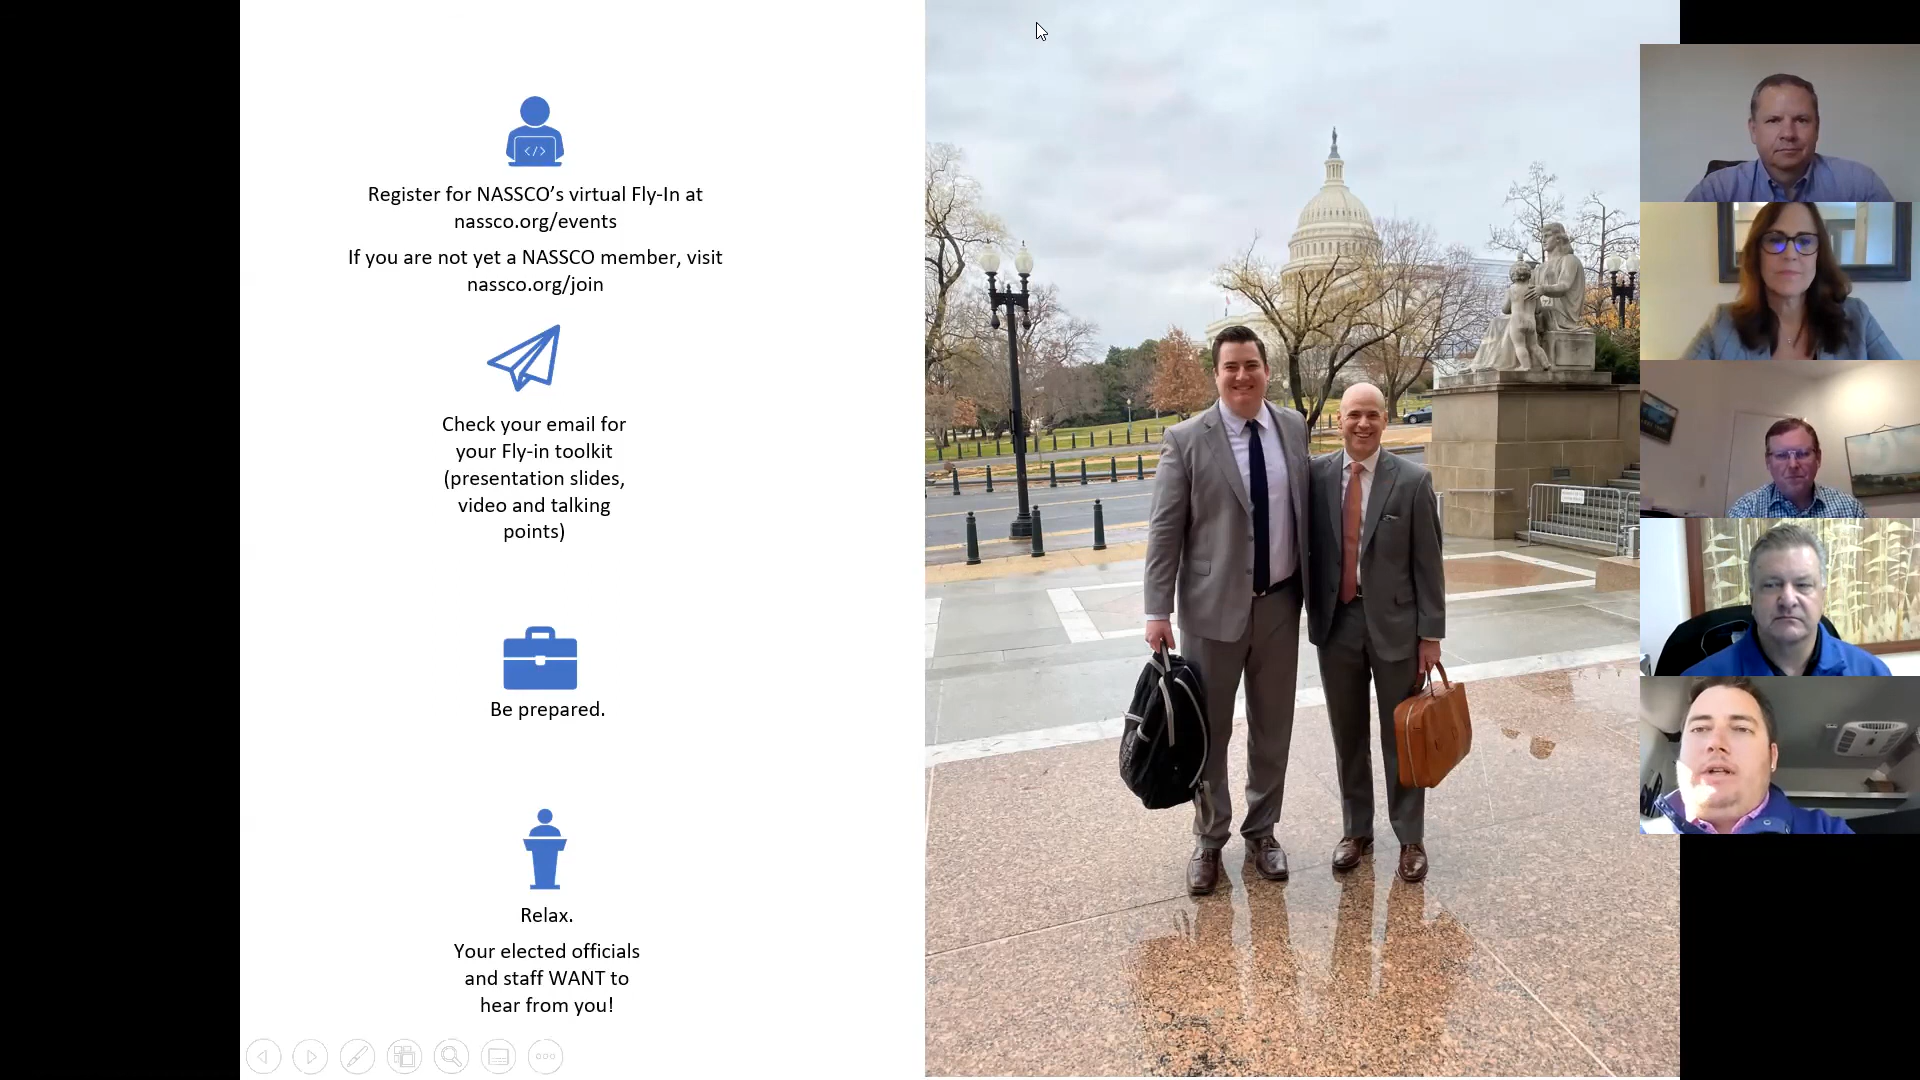 </>
Register for NASSCO’s virtual Fly-In at
nassco.org/events
If you are not yet a NASSCO member, visit
nassco.org/join
Check your email for
your Fly-in toolkit
(presentation slides,
video and talking
points)
Be prepared.
Relax.
Your elected officials
and staff WANT to
hear from you!